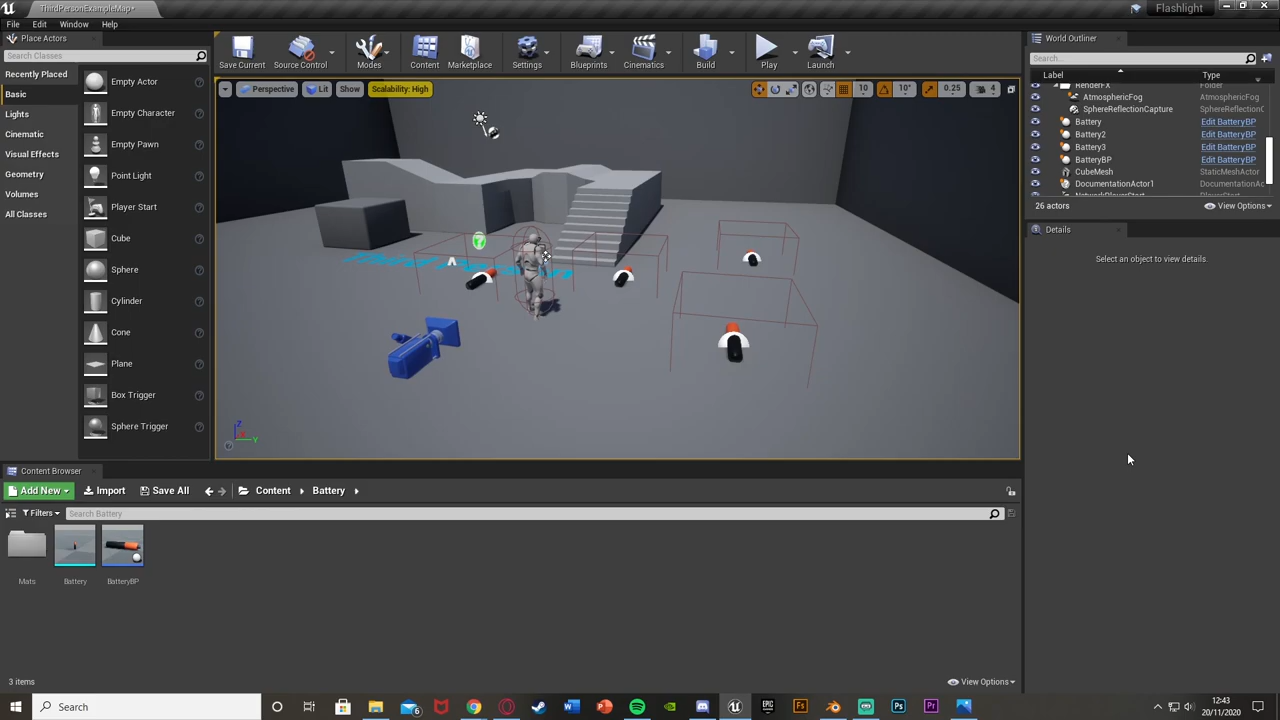 ThirdPersonExampleMap*
Flashlight
File Edit Window Help
Place Actors
Search Classes
Recently Placed
Basic
Lights
Cinematic
Visual Effects
Geometry
Volumes
All Classes
Empty Actor
Empty Character
Empty Pawn
Point Light
Player Start
Cube
Sphere
Cylinder
Cone
Plane
Box Trigger
Sphere Trigger
Save Current
Source Control
Modes
Content
Marketplace
Settings
Blueprints
Cinematics
Build
Play
Launch
Perspective
Lit
Show
Scalability: High
10
10°
0.25
4
Z
Y
World Outliner
Search...
Label Type
RenderFX Folder
AtmosphericFog AtmosphericFog
SphereReflectionCapture SphereReflectionC
Battery Edit BatteryBP
Battery2 Edit BatteryBP
Battery3 Edit BatteryBP
BatteryBP Edit BatteryBP
CubeMesh StaticMeshActor
DocumentationActor1 DocumentationAc
26 actors
View Options
Details
Select an object to view details.
Content Browser
Add New Import Save All Content Battery
Filters Search Battery
Mats
Battery
BatteryBP
3 items
View Options
Search
6
EPIC
Fs
Ps
Pr
12:43
20/11/2020